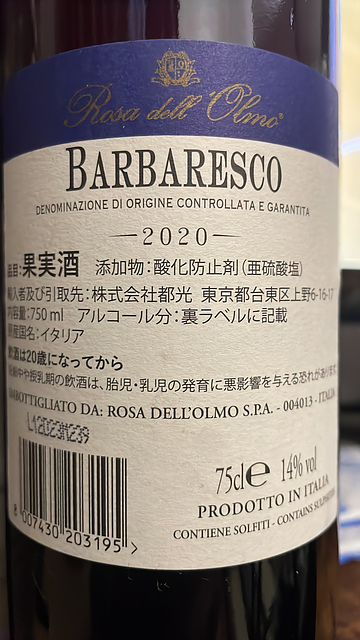 Rosa dell'Olmo
BARBARESCO
DENOMINAZIONE DI ORIGINE CONTROLLATA E GARANTITA
—2020—
品目:果実酒 添加物:酸化防止剤(亜硫酸塩)
輸入者及び引取先:株式会社都光 東京都台東区上野6-16-17
内容量:750 ml アルコール分:裏ラベルに記載
原産国名:イタリア
飲酒は20歳になってから
妊娠中や授乳期の飲酒は、胎児・乳児の発育に悪影響を与える恐れがあり
IMBOTTIGLIATO DA: ROSA DELL'OLMO S.P.A. - 004013 - ITALIA
75cle 14% vol
PRODOTTO IN ITALIA
CONTIENE SOLFITI - CONTAINS
8 007430 203195 >